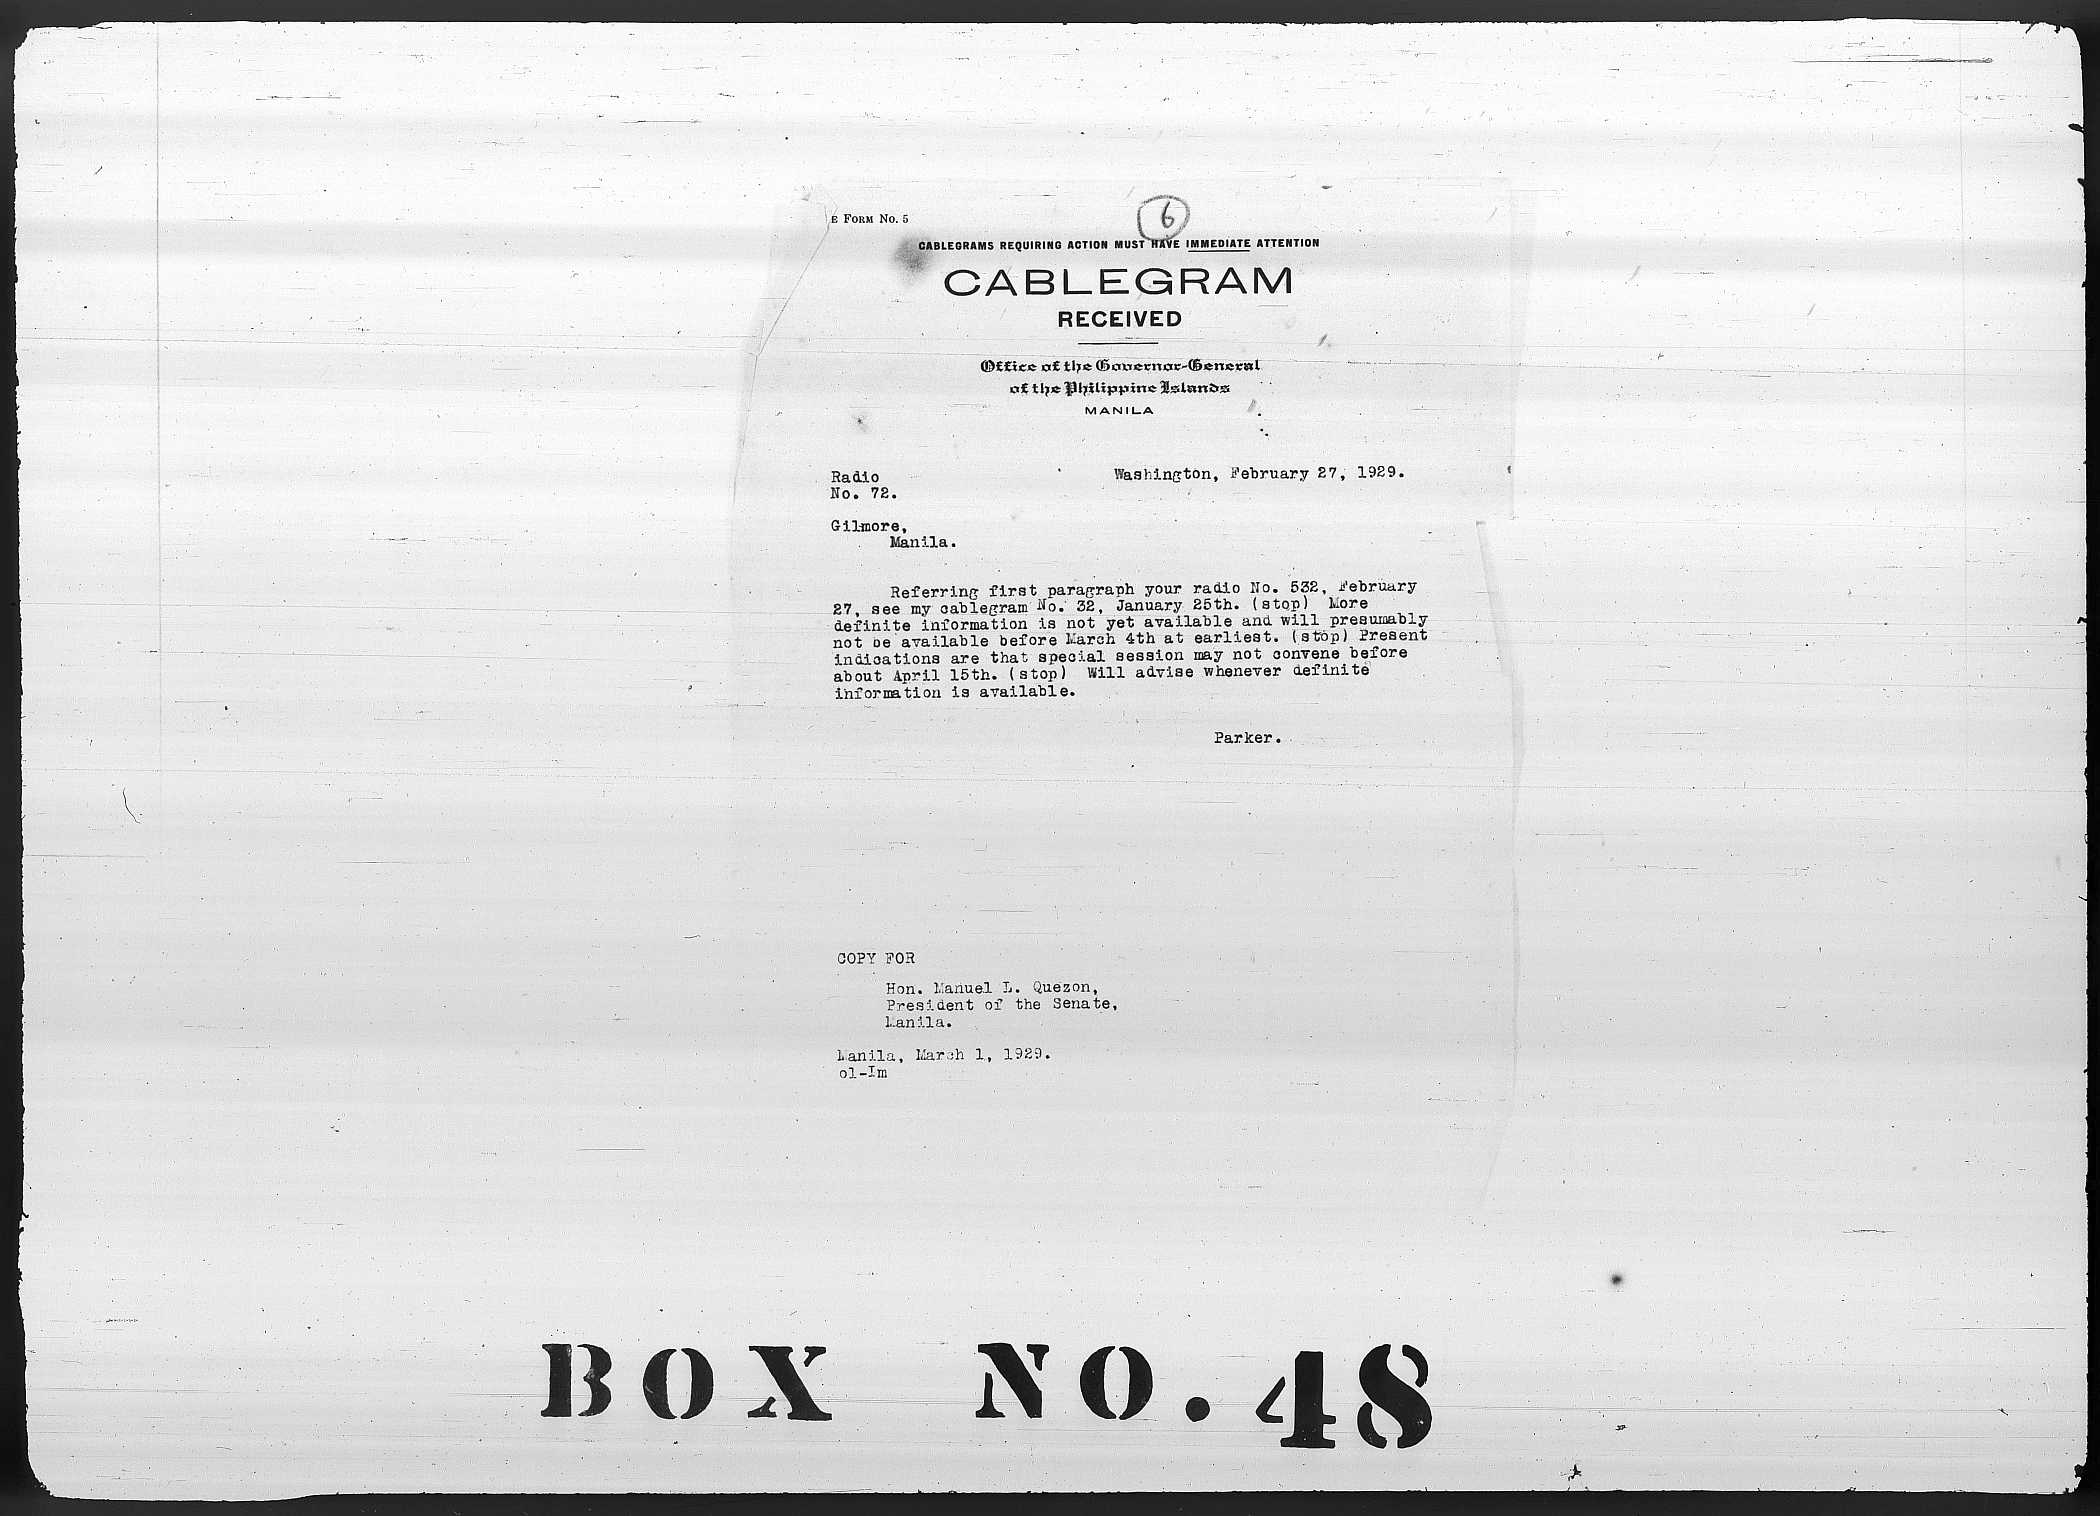 E FORM NO. 5
6
CABLEGRAMS REQUIRING ACTION MUST HAVE IMMEDIATE ATTENTION
CABLEGRAM
RECEIVED
Office of the Governor-General
of the Philippine Islands
MANILA
Radio Washington, February 27, 1929.
No. 72.
Gilmore,
Manila.
Referring first paragraph your radio No. 532, February
27, see my cablegram No. 32, January 25th. (stop) More
definite information is not yet available and will presumably
not be available before March 4th at earliest. (stop) Present
indications are that special session may not convene before
about April 15th. (stop) Will advise whenever definite
information is available.
Parker.
COPY FOR
Hon. Manuel L. Quezon,
President of the Senate,
Manila.
Manila, March 1, 1929.
ol-Im
BOX NO. 48